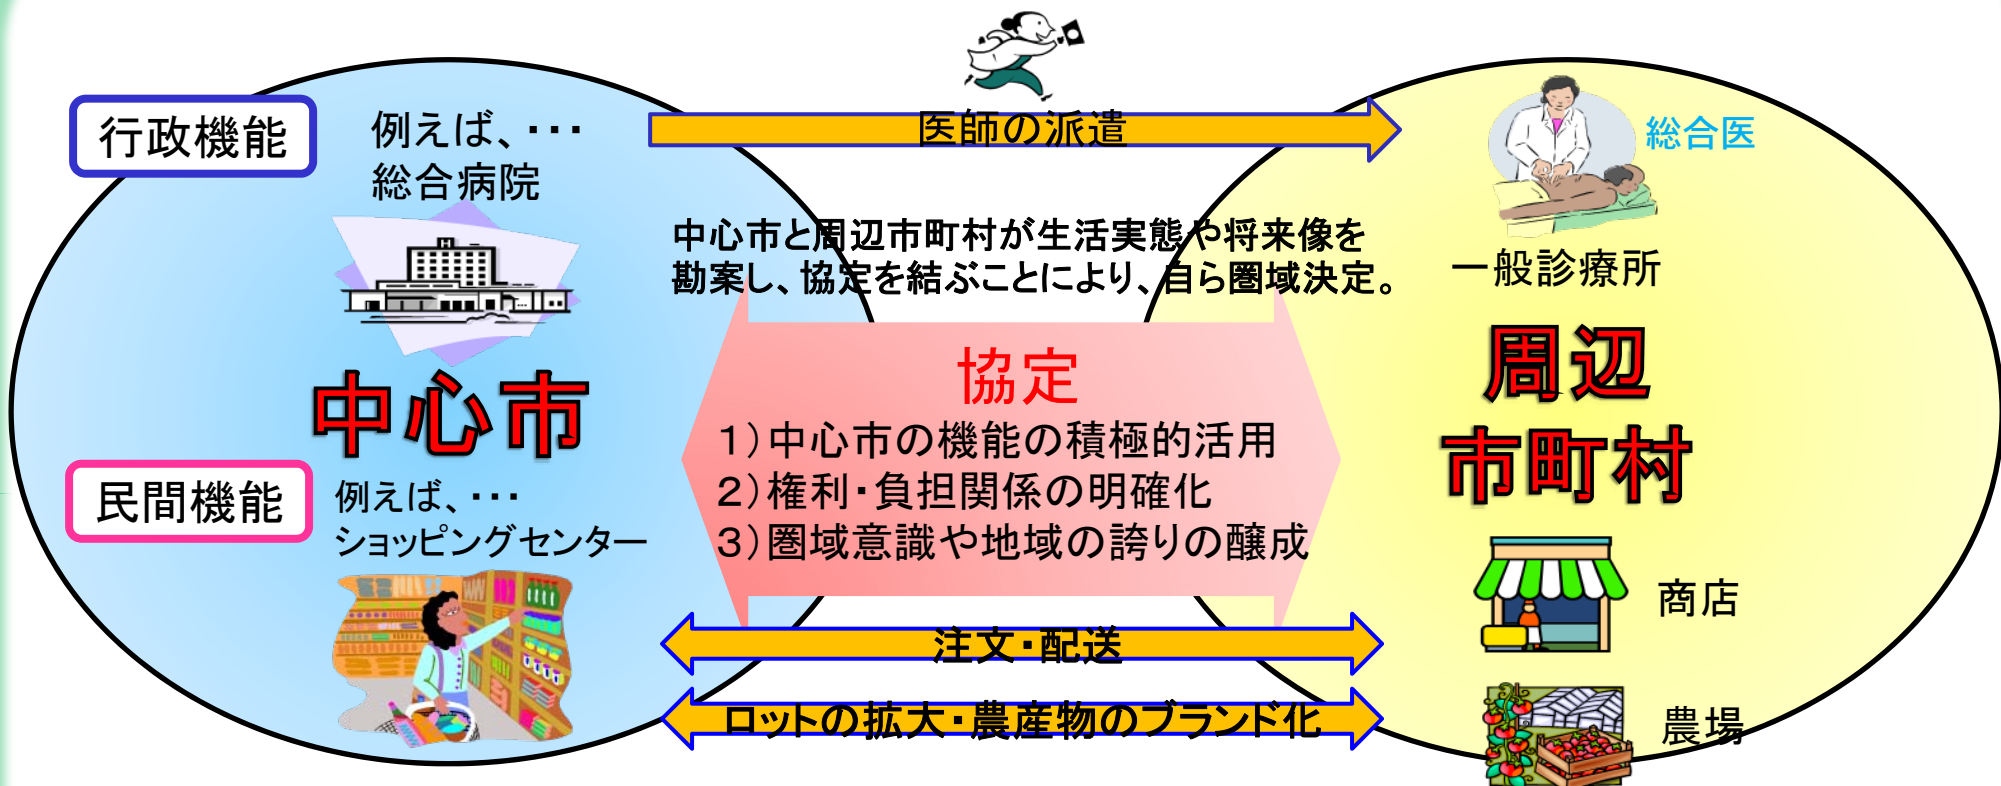 行政機能
例えば、・・・
総合病院
医師の派遣
総合医
中心市と周辺市町村が生活実態や将来像を
勘案し、協定を結ぶことにより、自ら圏域決定。
一般診療所
中心市
協定
1）中心市の機能の積極的活用
2）権利・負担関係の明確化
3）圏域意識や地域の誇りの醸成
周辺
市町村
民間機能
例えば、・・・
ショッピングセンター
商店
注文・配送
ロットの拡大・農産物のブランド化
農場